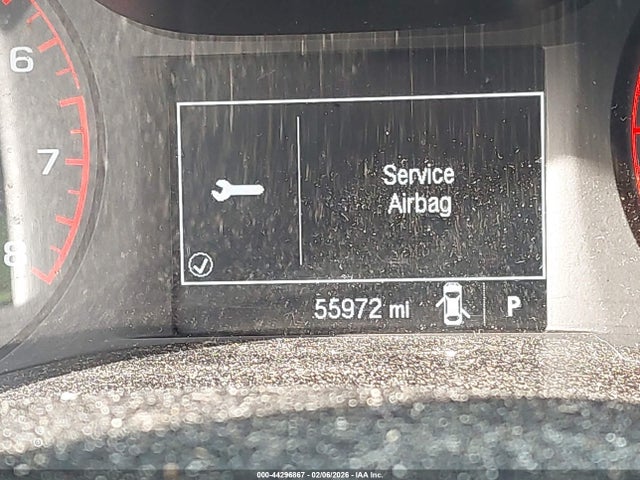 6
7
8
Service
Airbag
55972 mi
P
000-44296867 - 02/06/2026 - IAA Inc.